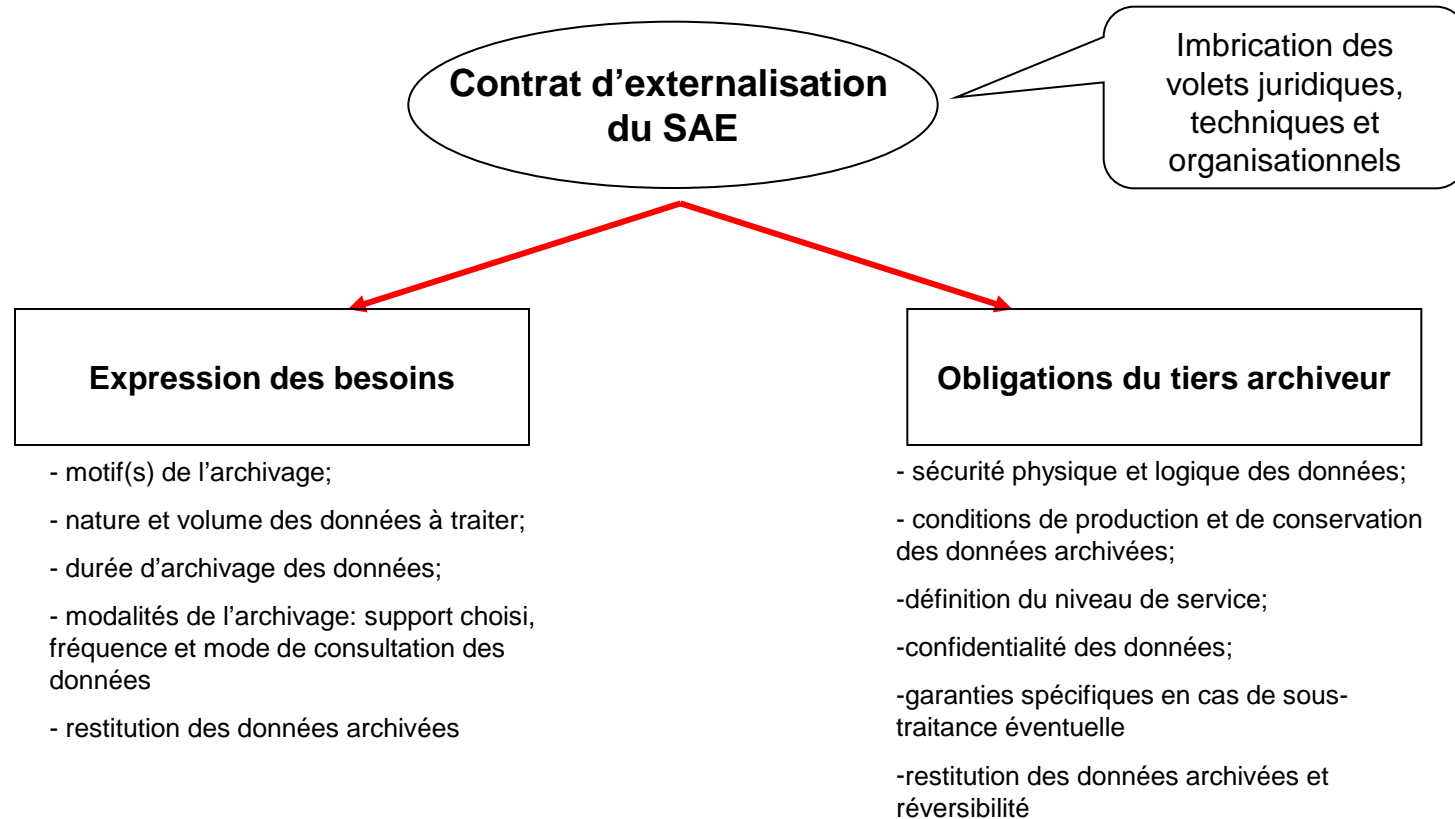 Contrat d’externalisation
du SAE
Imbrication des
volets juridiques,
techniques et
organisationnels
Expression des besoins
- motif(s) de l’archivage;
- nature et volume des données à traiter;
- durée d’archivage des données;
- modalités de l’archivage: support choisi,
fréquence et mode de consultation des
données
- restitution des données archivées
Obligations du tiers archiveur
- sécurité physique et logique des données;
- conditions de production et de conservation
des données archivées;
-définition du niveau de service;
-confidentialité des données;
-garanties spécifiques en cas de sous-
traitance éventuelle
-restitution des données archivées et
réversibilité